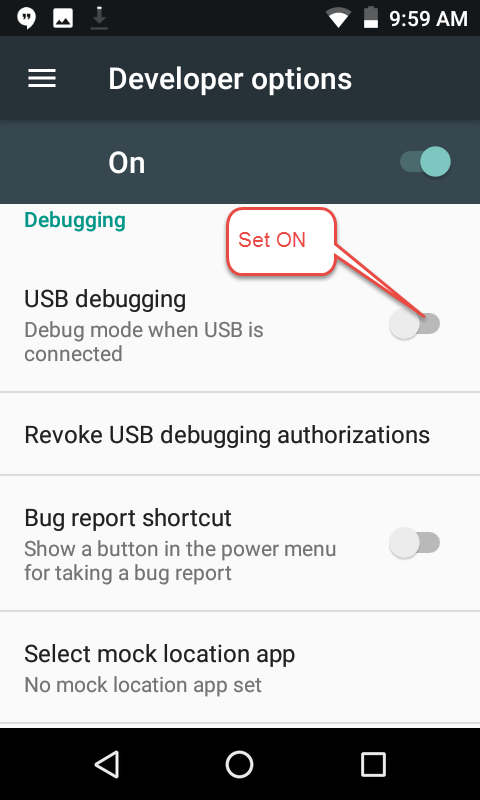 9:59 AM
Developer options
On
Debugging
Set ON
USB debugging
Debug mode when USB is
connected
Revoke USB debugging authorizations
Bug report shortcut
Show a button in the power menu
for taking a bug report
Select mock location app
No mock location app set